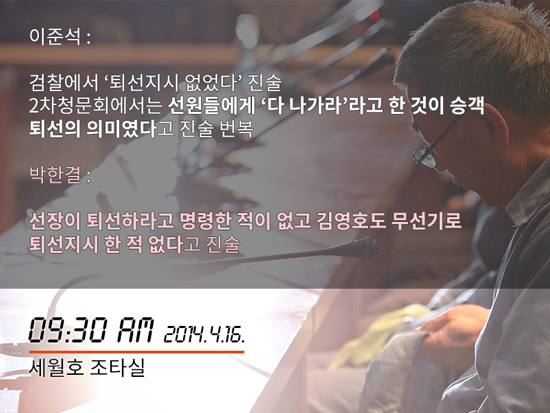 이준석 :
검찰에서 ‘퇴선지시 없었다’ 진술
2차청문회에서는 선원들에게 ‘다 나가라’라고 한 것이 승객
퇴선의 의미였다고 진술 번복
박한결 :
선장이 퇴선하라고 명령한 적이 없고 김영호도 무선기로
퇴선지시 한 적 없다고 진술
09:30 AM 2014.4.16.
세월호 조타실